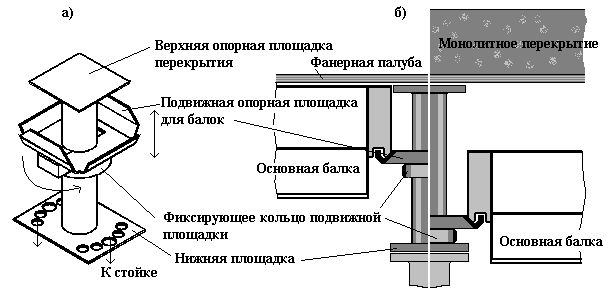 а)
б)
Верхняя опорная площадка
перекрытия
Монолитное перекрытие
Фанерная палуба
Подвижная опорная площадка
для балок
Основная балка
Фиксирующее кольцо подвижной
площадки
Основная балка
Нижняя площадка
К стойке